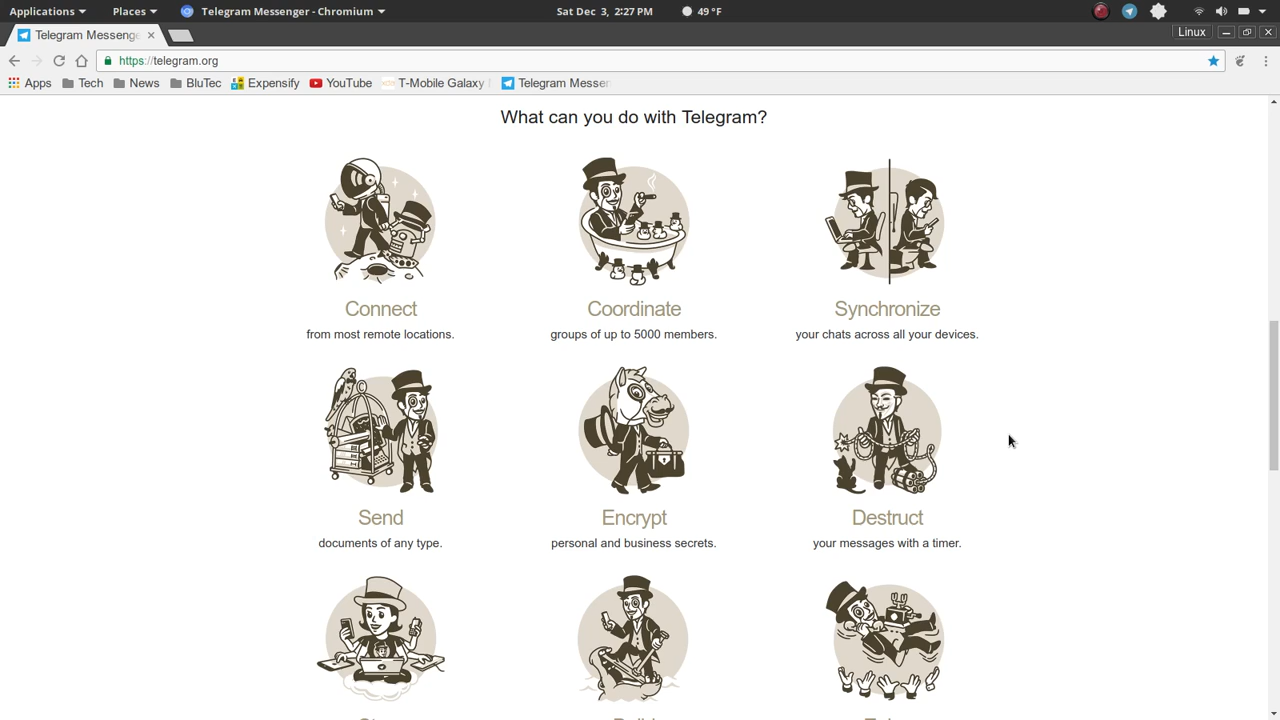 Applications Places Telegram Messenger - Chromium Sat Dec 3, 2:27 PM 49 °F
Telegram Messenge Linux
https://telegram.org
Apps Tech News BluTec Expensify YouTube T-Mobile Galaxy Telegram Messen
What can you do with Telegram?
Connect Coordinate Synchronize
from most remote locations. groups of up to 5000 members. your chats across all your devices.
Send Encrypt Destruct
documents of any type. personal and business secrets. your messages with a timer.